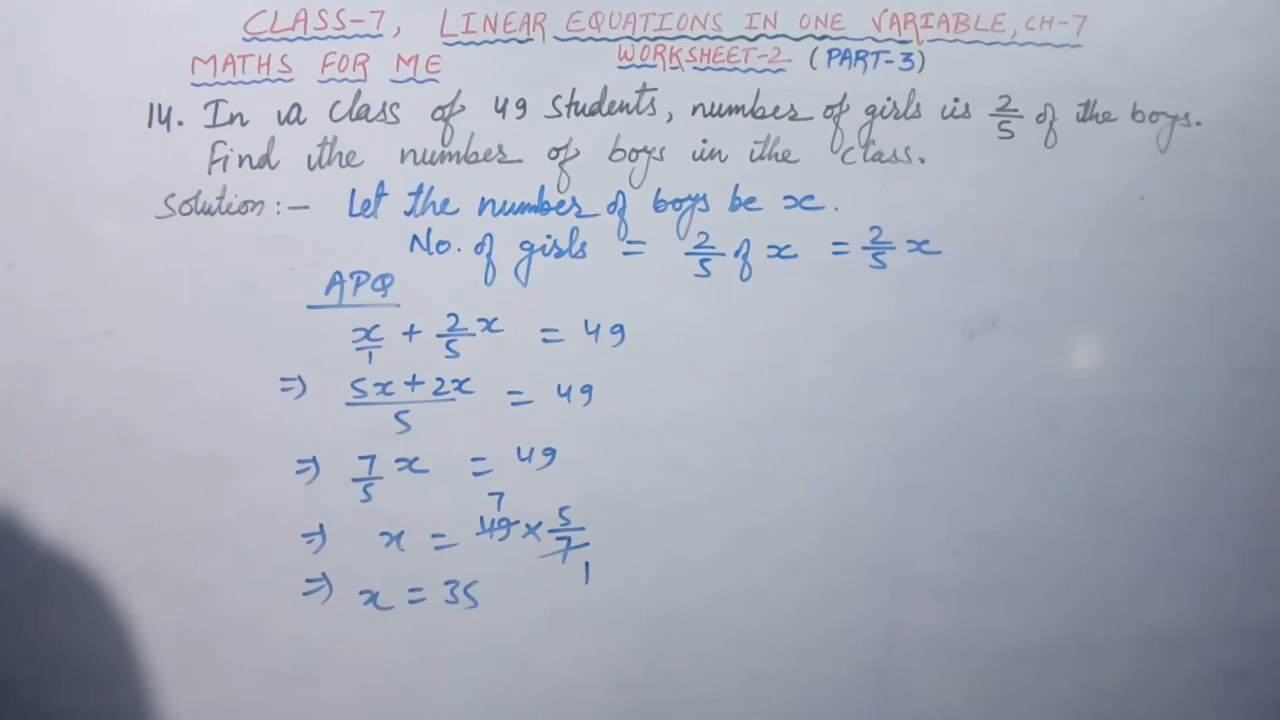 CLASS-7, LINEAR EQUATIONS IN ONE VARIABLE, CH-7
MATHS FOR ME WORKSHEET-2 (PART-3)
14. In a class of 49 students, number of girls is 2/5 of the boys.
Find the number of boys in the class.
Solution:- Let the number of boys be x.
No. of girls = 2/5 of x = 2/5 x
APQ
x/1 + 2/5 x = 49
=> (5x+2x)/5 = 49
=> 7/5 x = 49
7
=> x = 49 × 5/7
1
=> x = 35